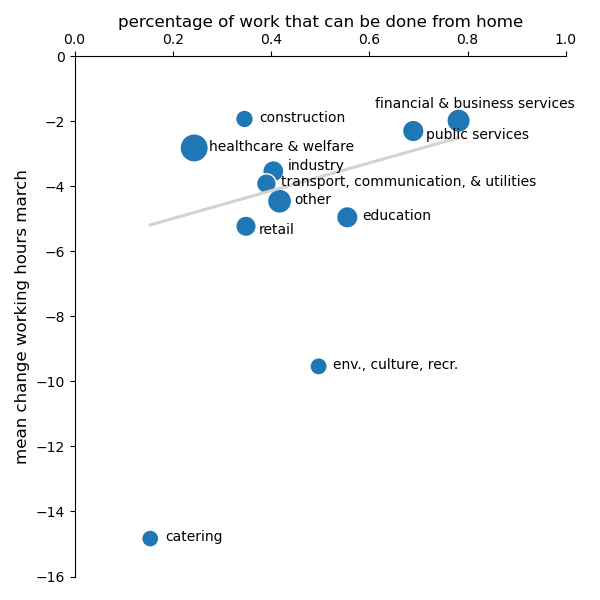 percentage of work that can be done from home
0.0 0.2 0.4 0.6 0.8 1.0
0
financial & business services
construction
−2
public services
healthcare & welfare
industry
transport, communication, & utilities
−4
other
education
retail
−6
mean change working hours march
−8
env., culture, recr.
−10
−12
−14
catering
−16